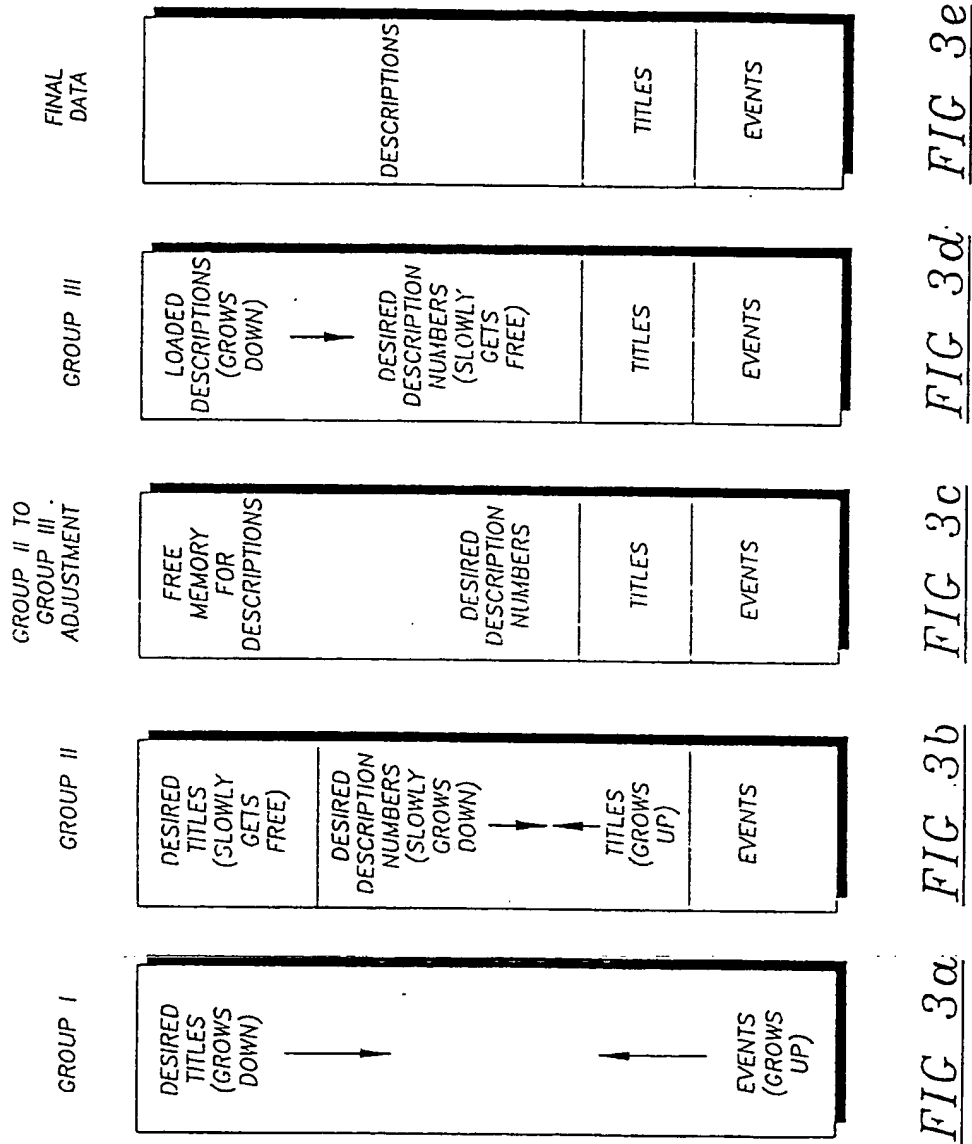 GROUP I
DESIRED
TITLES
(GROWS
DOWN)
EVENTS
(GROWS
UP)
FIG 3a
GROUP II
DESIRED
TITLES
(SLOWLY
GETS
FREE)
DESIRED
DESCRIPTION
NUMBERS
(SLOWLY
GROWS
DOWN)
TITLES
(GROWS
UP)
EVENTS
FIG 3b
GROUP II TO
GROUP III
ADJUSTMENT
FREE
MEMORY
FOR
DESCRIPTIONS
DESIRED
DESCRIPTION
NUMBERS
TITLES
EVENTS
FIG 3c
GROUP III
LOADED
DESCRIPTIONS
(GROWS
DOWN)
DESIRED
DESCRIPTION
NUMBERS
(SLOWLY
GETS
FREE)
TITLES
EVENTS
FIG 3d
FINAL
DATA
DESCRIPTIONS
TITLES
EVENTS
FIG 3e